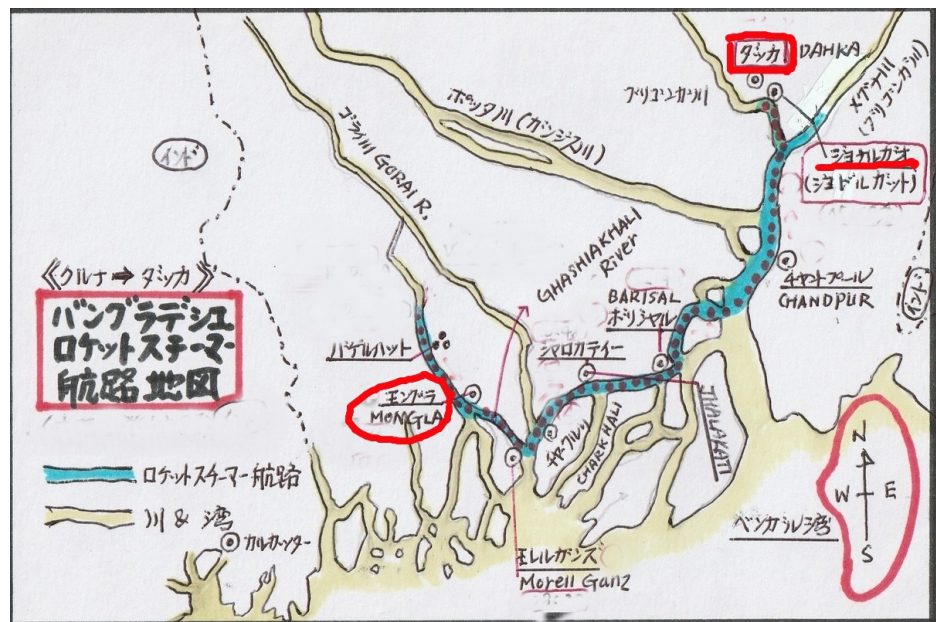 ダッカ DAHKA
ブリゴンガ川
メグナ川
(ブリゴンガ川)
ポッダ川(ガンジス川)
ゴライ川 GORAI R.
インド
ジョドルガット
(ジョドルガット)
GHASHIAKHALI
River
《クルナ➡ダッカ》
バングラデシュ
ロケットスチーマー
航路地図
BARISAL
ボリシャル
チャンドプール
CHANDPUR
インド
バゲルハット
シャロカティー
モングラ
MONGLA
CHARKHALI
JHALAKATI
N
W E
S
ロケットスチーマー航路
川 & 湾
カルカッター
ベンガル湾
モレルガンズ
Morell Ganz